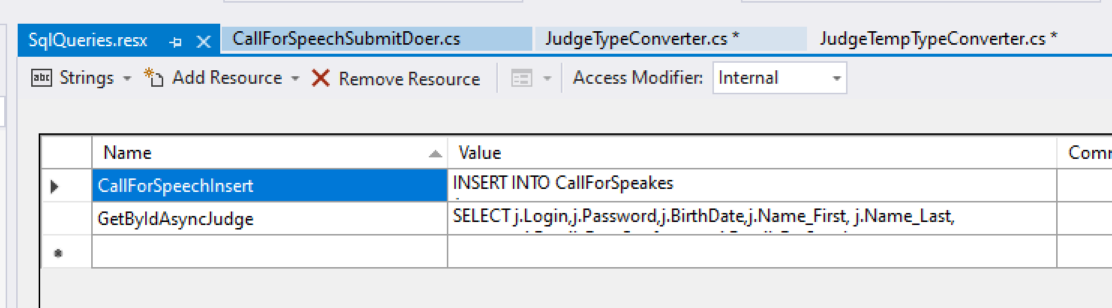 SqlQueries.resx
CallForSpeechSubmitDoer.cs
JudgeTypeConverter.cs *
JudgeTempTypeConverter.cs *
abc Strings
Add Resource
Remove Resource
Access Modifier: Internal
Name Value Comm
CallForSpeechInsert INSERT INTO CallForSpeakes
GetByIdAsyncJudge SELECT j.Login,j.Password,j.BirthDate,j.Name_First, j.Name_Last,